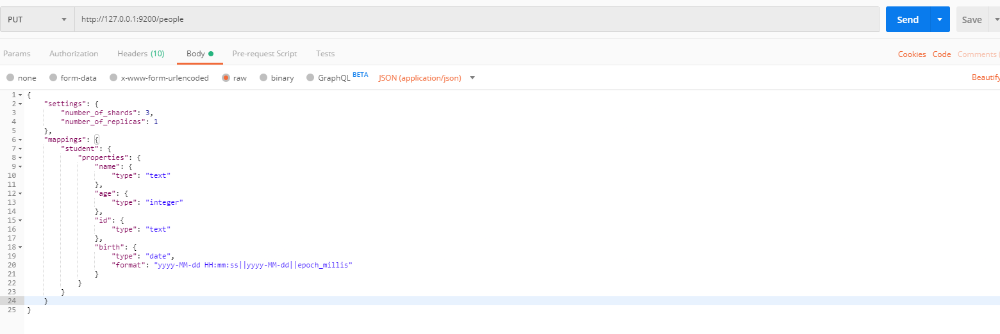 PUT http://127.0.0.1:9200/people Send Save
Params Authorization Headers (10) Body Pre-request Script Tests Cookies Code Comments (
none form-data x-www-form-urlencoded raw binary GraphQL BETA JSON (application/json) Beautify
1 {
2 "settings": {
3 "number_of_shards": 3,
4 "number_of_replicas": 1
5 },
6 "mappings": {
7 "student": {
8 "properties": {
9 "name": {
10 "type": "text"
11 },
12 "age": {
13 "type": "integer"
14 },
15 "id": {
16 "type": "text"
17 },
18 "birth": {
19 "type": "date",
20 "format": "yyyy-MM-dd HH:mm:ss||yyyy-MM-dd||epoch_millis"
21 }
22 }
23 }
24 }
25 }